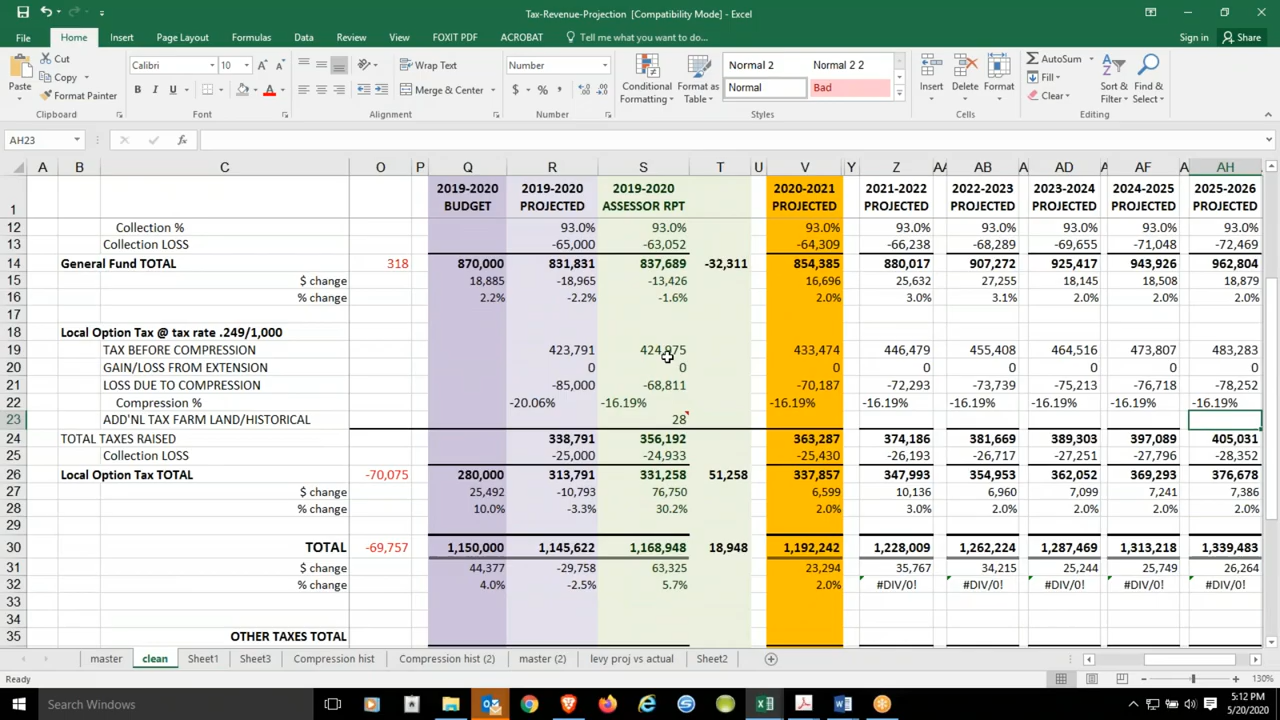 Tax-Revenue-Projection [Compatibility Mode] - Excel
File Home Insert Page Layout Formulas Data Review View FOXIT PDF ACROBAT Tell me what you want to do... Sign in Share
Cut
Copy
Format Painter
Paste
Clipboard
Calibri 10
B I U
Font
Wrap Text
Merge & Center
Alignment
Number
$ % ,
Number
Conditional Formatting
Format as Table
Normal 2 Normal 2 2
Normal Bad
Styles
Insert Delete Format
Cells
AutoSum
Fill
Clear
Sort & Filter
Find & Select
Editing
AH23 fx
A B C O P Q R S T U V Y Z AA AB A AD A AF A AH
2019-2020 2019-2020 2019-2020 2020-2021 2021-2022 2022-2023 2023-2024 2024-2025 2025-2026
1 BUDGET PROJECTED ASSESSOR RPT PROJECTED PROJECTED PROJECTED PROJECTED PROJECTED PROJECTED
12 Collection % 93.0% 93.0% 93.0% 93.0% 93.0% 93.0% 93.0% 93.0%
13 Collection LOSS -65,000 -63,052 -64,309 -66,238 -68,289 -69,655 -71,048 -72,469
14 General Fund TOTAL 318 870,000 831,831 837,689 -32,311 854,385 880,017 907,272 925,417 943,926 962,804
15 $ change 18,885 -18,965 -13,426 16,696 25,632 27,255 18,145 18,508 18,879
16 % change 2.2% -2.2% -1.6% 2.0% 3.0% 3.1% 2.0% 2.0% 2.0%
17
18 Local Option Tax @ tax rate .249/1,000
19 TAX BEFORE COMPRESSION 423,791 424,975 433,474 446,479 455,408 464,516 473,807 483,283
20 GAIN/LOSS FROM EXTENSION 0 0 0 0 0 0 0 0
21 LOSS DUE TO COMPRESSION -85,000 -68,811 -70,187 -72,293 -73,739 -75,213 -76,718 -78,252
22 Compression % -20.06% -16.19% -16.19% -16.19% -16.19% -16.19% -16.19% -16.19%
23 ADD'NL TAX FARM LAND/HISTORICAL 28
24 TOTAL TAXES RAISED 338,791 356,192 363,287 374,186 381,669 389,303 397,089 405,031
25 Collection LOSS -25,000 -24,933 -25,430 -26,193 -26,717 -27,251 -27,796 -28,352
26 Local Option Tax TOTAL -70,075 280,000 313,791 331,258 51,258 337,857 347,993 354,953 362,052 369,293 376,678
27 $ change 25,492 -10,793 76,750 6,599 10,136 6,960 7,099 7,241 7,386
28 % change 10.0% -3.3% 30.2% 2.0% 3.0% 2.0% 2.0% 2.0% 2.0%
29
30 TOTAL -69,757 1,150,000 1,145,622 1,168,948 18,948 1,192,242 1,228,009 1,262,224 1,287,469 1,313,218 1,339,483
31 $ change 44,377 -29,758 63,325 23,294 35,767 34,215 25,244 25,749 26,264
32 % change 4.0% -2.5% 5.7% 2.0% #DIV/0! #DIV/0! #DIV/0! #DIV/0! #DIV/0!
33
34
35 OTHER TAXES TOTAL
master clean Sheet1 Sheet3 Compression hist Compression hist (2) master (2) levy proj vs actual Sheet2
Ready 130%
Search Windows
5:12 PM
5/20/2020